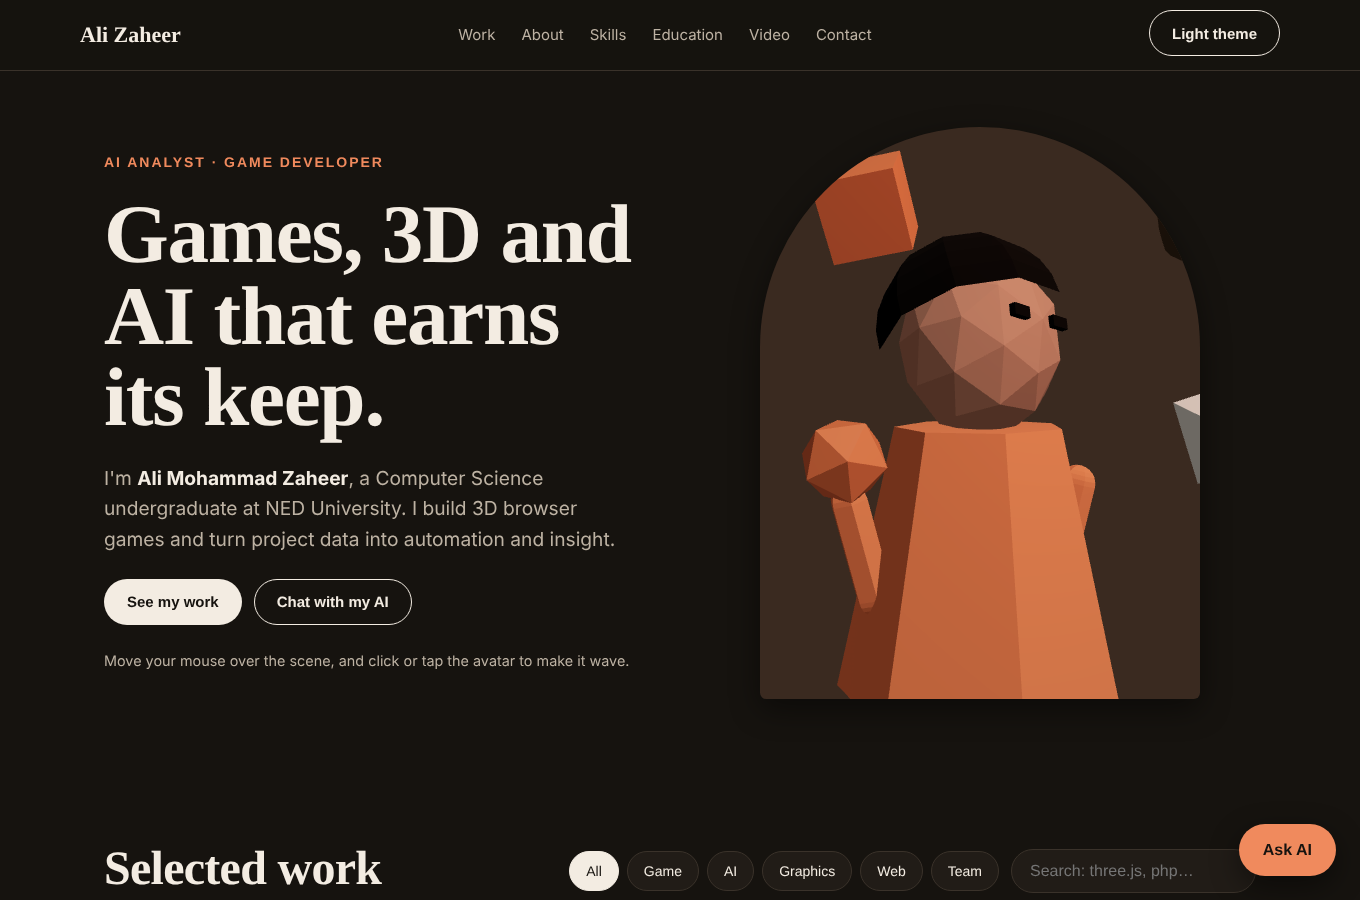 Ali Zaheer
Work About Skills Education Video Contact
Light theme
AI ANALYST · GAME DEVELOPER
Games, 3D and
AI that earns
its keep.
I'm Ali Mohammad Zaheer, a Computer Science
undergraduate at NED University. I build 3D browser
games and turn project data into automation and insight.
See my work Chat with my AI
Move your mouse over the scene, and click or tap the avatar to make it wave.
Selected work
All Game AI Graphics Web Team
Search: three.js, php…
Ask AI